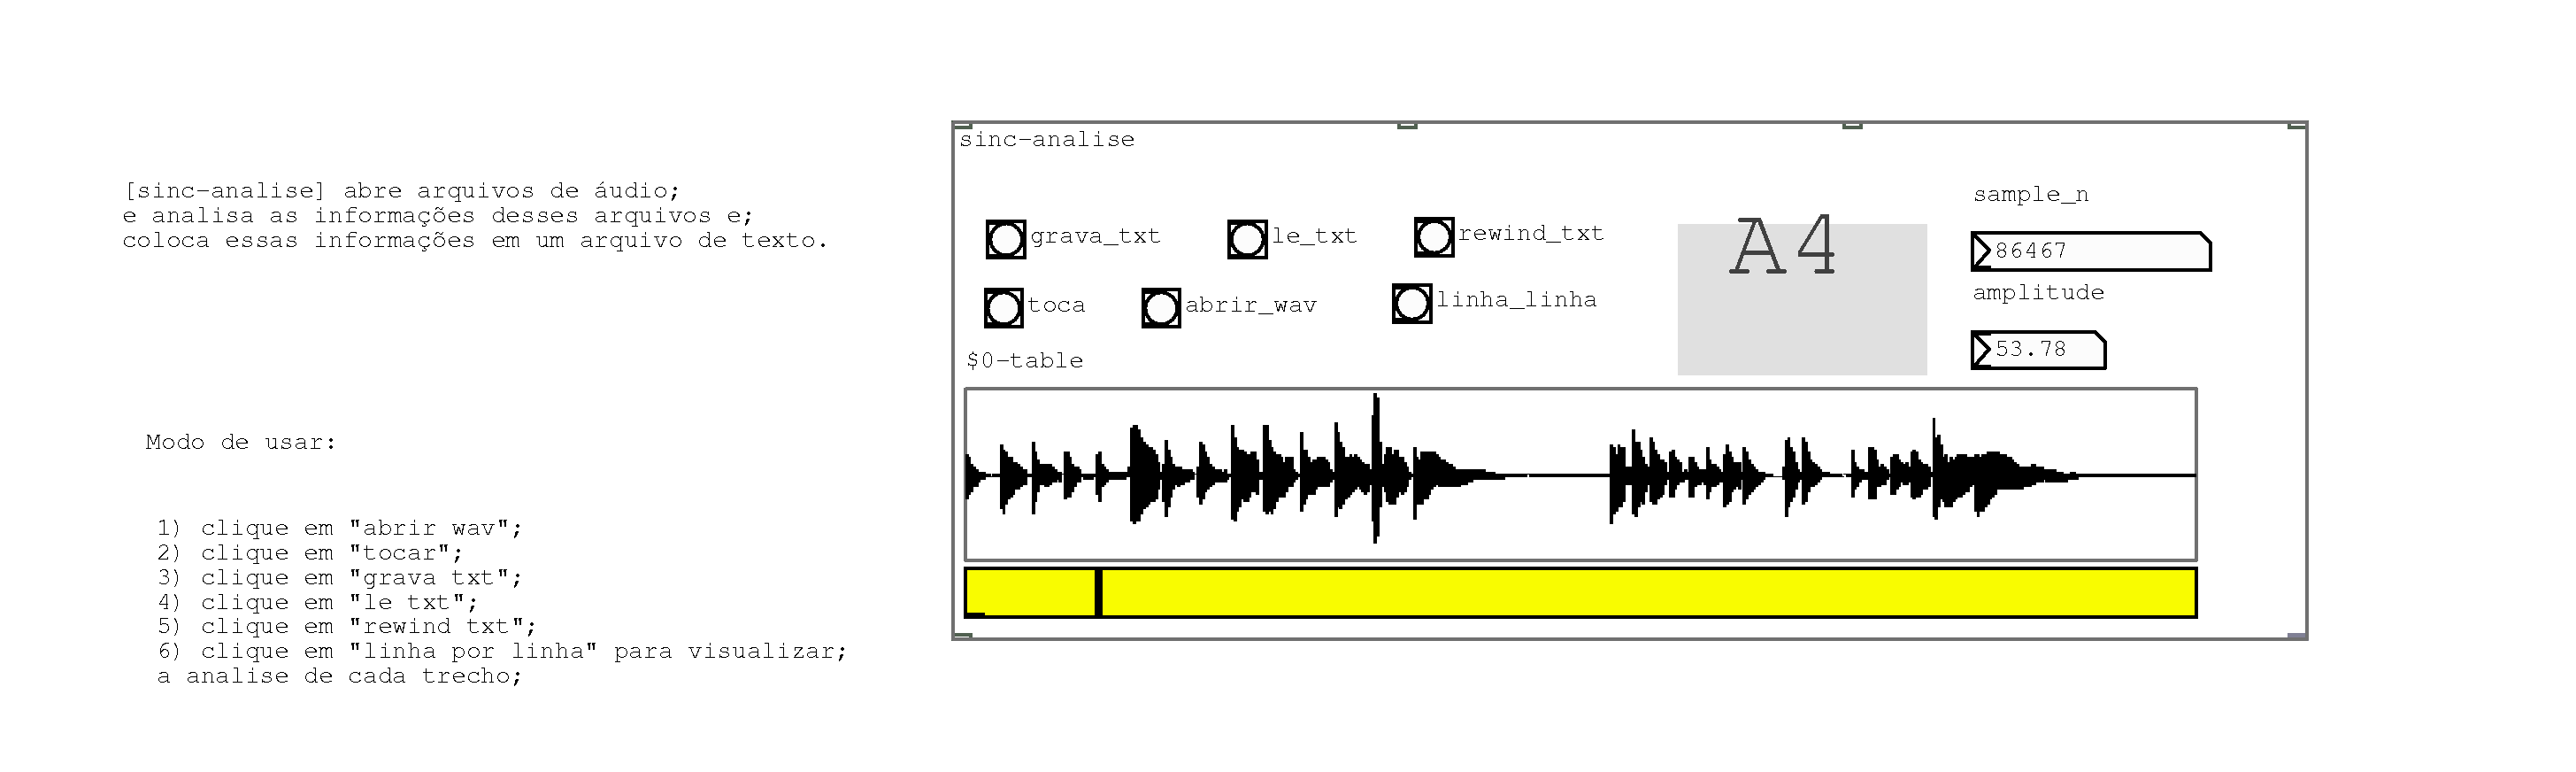 [sinc-analise] abre arquivos de áudio;
e analisa as informações desses arquivos e;
coloca essas informações em um arquivo de texto.
Modo de usar:
1) clique em "abrir wav";
2) clique em "tocar";
3) clique em "grava txt";
4) clique em "le txt";
5) clique em "rewind txt";
6) clique em "linha por linha" para visualizar;
a analise de cada trecho;
sinc-analise
grava_txt
le_txt
rewind_txt
toca
abrir_wav
linha_linha
A4
sample_n
86467
amplitude
53.78
$0-table